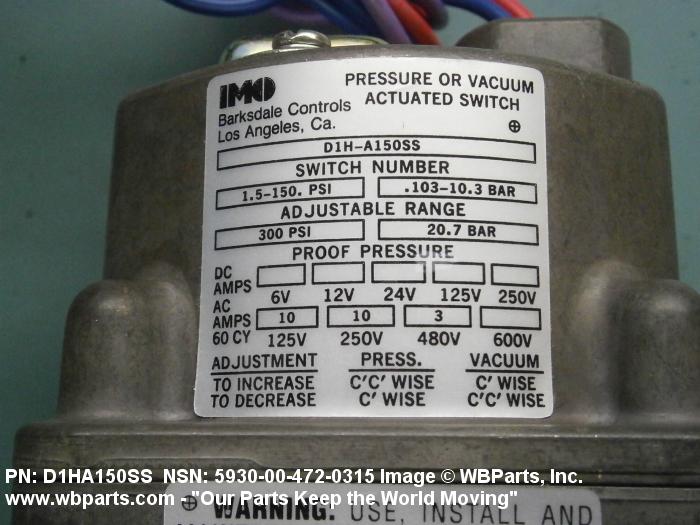 IMO
Barksdale Controls
Los Angeles, Ca.
PRESSURE OR VACUUM
ACTUATED SWITCH
D1H-A150SS
SWITCH NUMBER
1.5-150. PSI .103-10.3 BAR
ADJUSTABLE RANGE
300 PSI 20.7 BAR
PROOF PRESSURE
DC
AMPS
6V 12V 24V 125V 250V
AC
AMPS 10 10 3
60 CY 125V 250V 480V 600V
ADJUSTMENT PRESS. VACUUM
TO INCREASE C'C' WISE C' WISE
TO DECREASE C' WISE C'C' WISE
PN: D1HA150SS NSN: 5930-00-472-0315 Image © WBParts, Inc.
www.wbparts.com - "Our Parts Keep the World Moving"
WARNING: USE, INSTALL AND